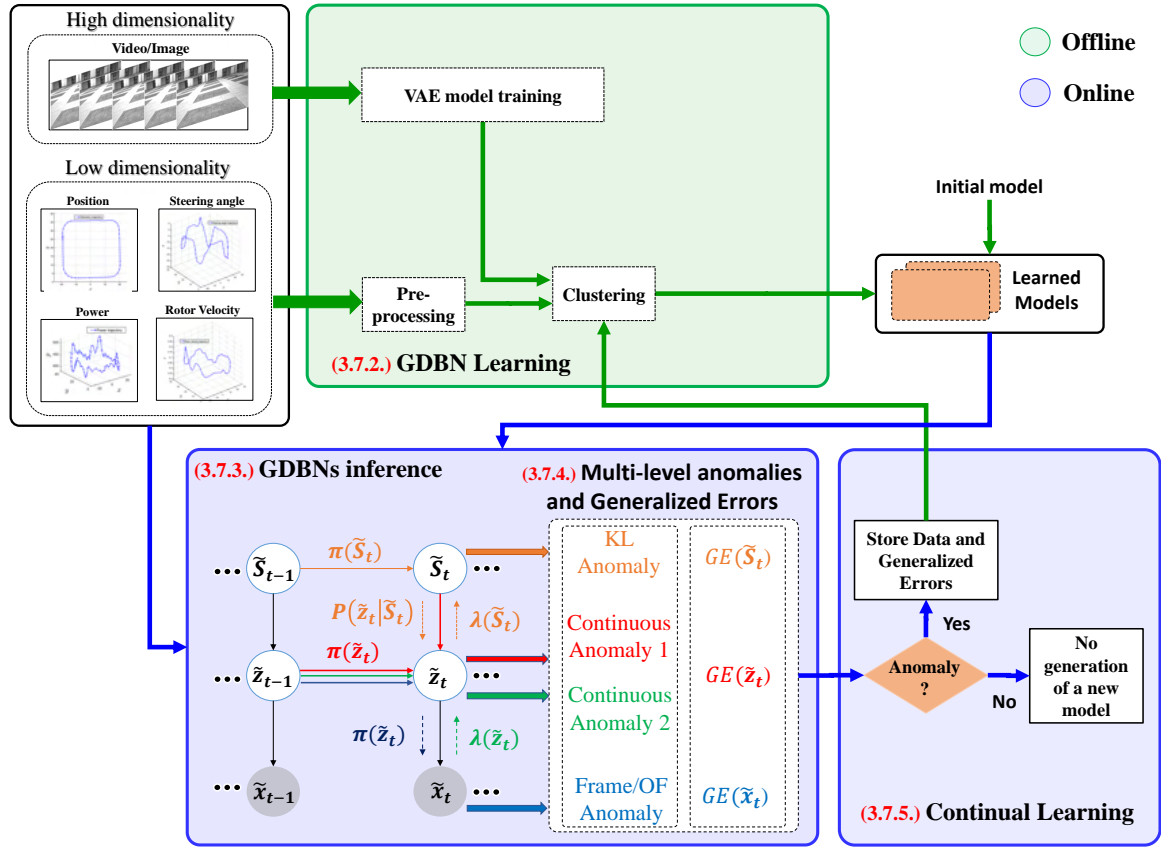 High dimensionality
Video/Image
Low dimensionality
Position
Steering angle
Power
Rotor Velocity
VAE model training
Pre-
processing
Clustering
(3.7.2.) GDBN Learning
Offline
Online
Initial model
Learned
Models
(3.7.3.) GDBNs inference
(3.7.4.) Multi-level anomalies
and Generalized Errors
... S̃ₜ₋₁ π(S̃ₜ) S̃ₜ ...
P(z̃ₜ|S̃ₜ) λ(S̃ₜ)
... z̃ₜ₋₁ π(z̃ₜ) z̃ₜ ...
π(z̃ₜ) λ(z̃ₜ)
... x̃ₜ₋₁ ... x̃ₜ ...
KL
Anomaly
GE(S̃ₜ)
Continuous
Anomaly 1
GE(z̃ₜ)
Continuous
Anomaly 2
Frame/OF
Anomaly
GE(x̃ₜ)
Store Data and
Generalized
Errors
Yes
Anomaly
?
No
No
generation
of a new
model
(3.7.5.) Continual Learning